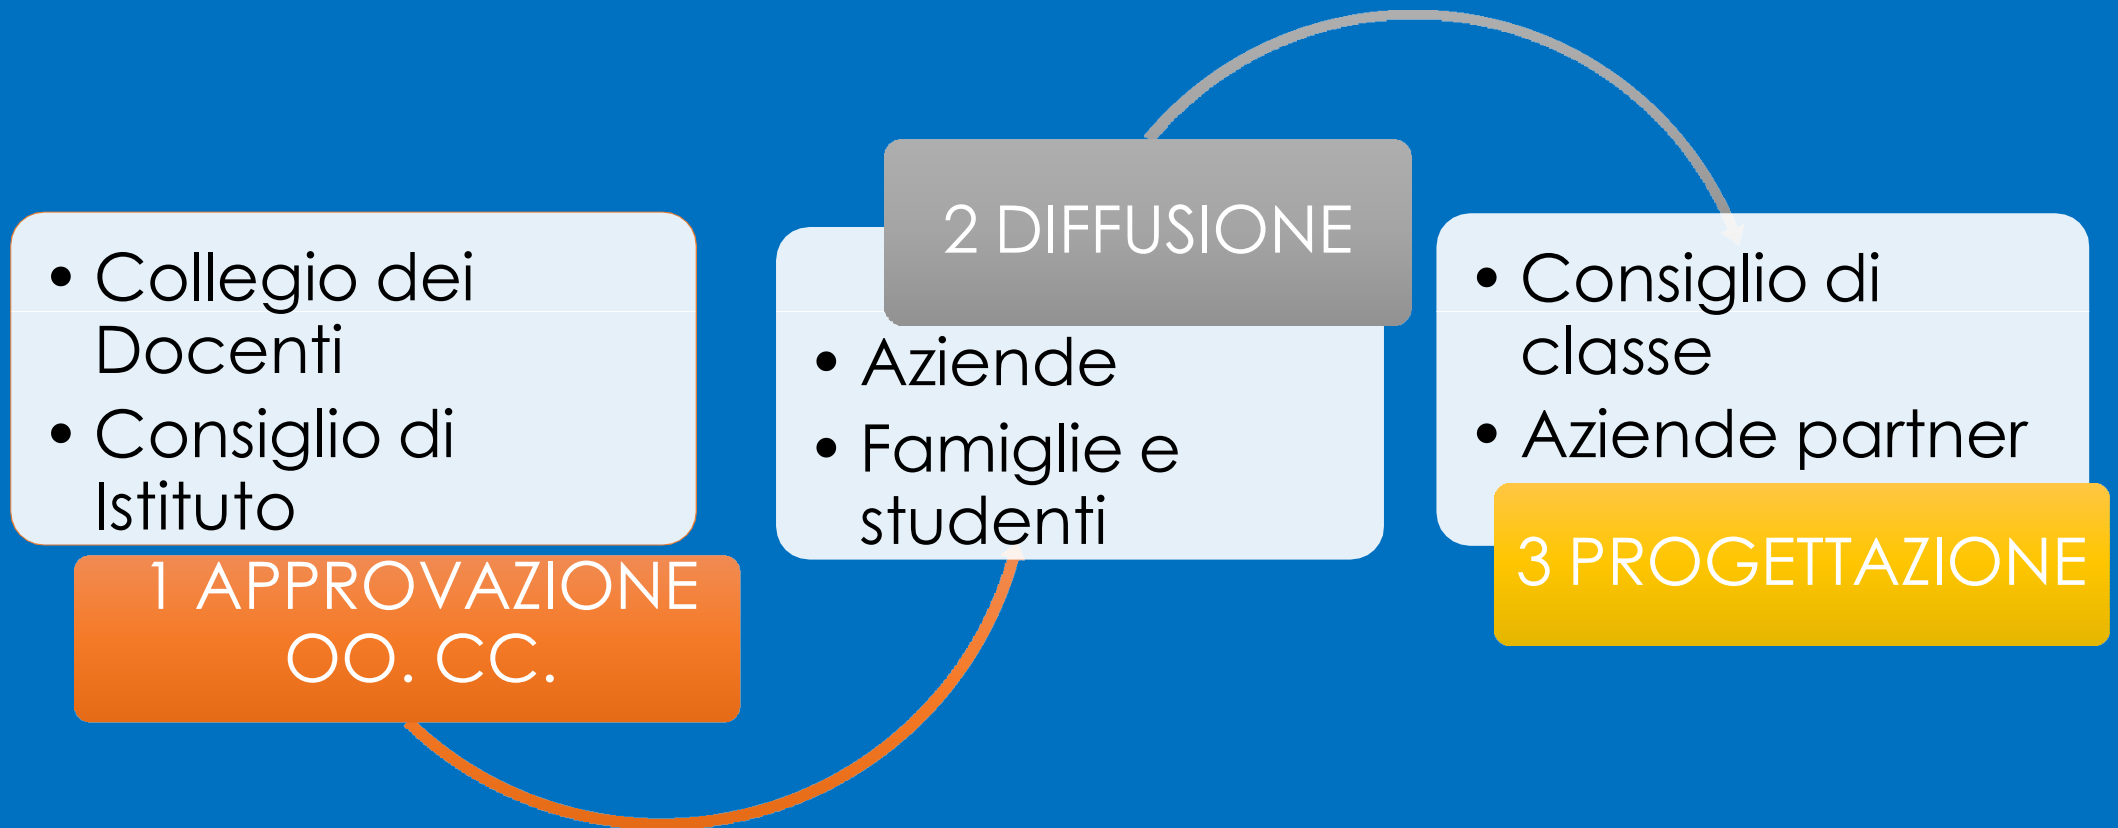 • Collegio dei
Docenti
• Consiglio di
Istituto
1 APPROVAZIONE
OO. CC.
2 DIFFUSIONE
• Aziende
• Famiglie e
studenti
• Consiglio di
classe
• Aziende partner
3 PROGETTAZIONE